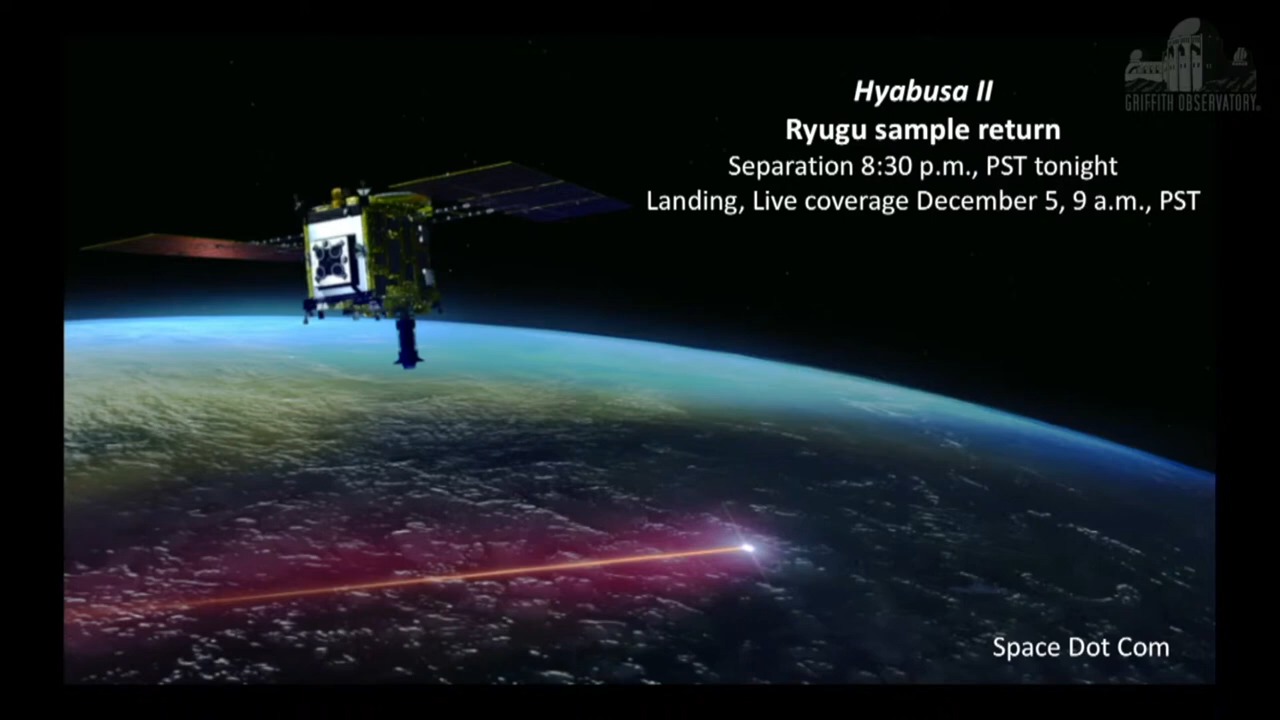 Hyabusa II
Ryugu sample return
Separation 8:30 p.m., PST tonight
Landing, Live coverage December 5, 9 a.m., PST
GRIFFITH OBSERVATORY
Space Dot Com